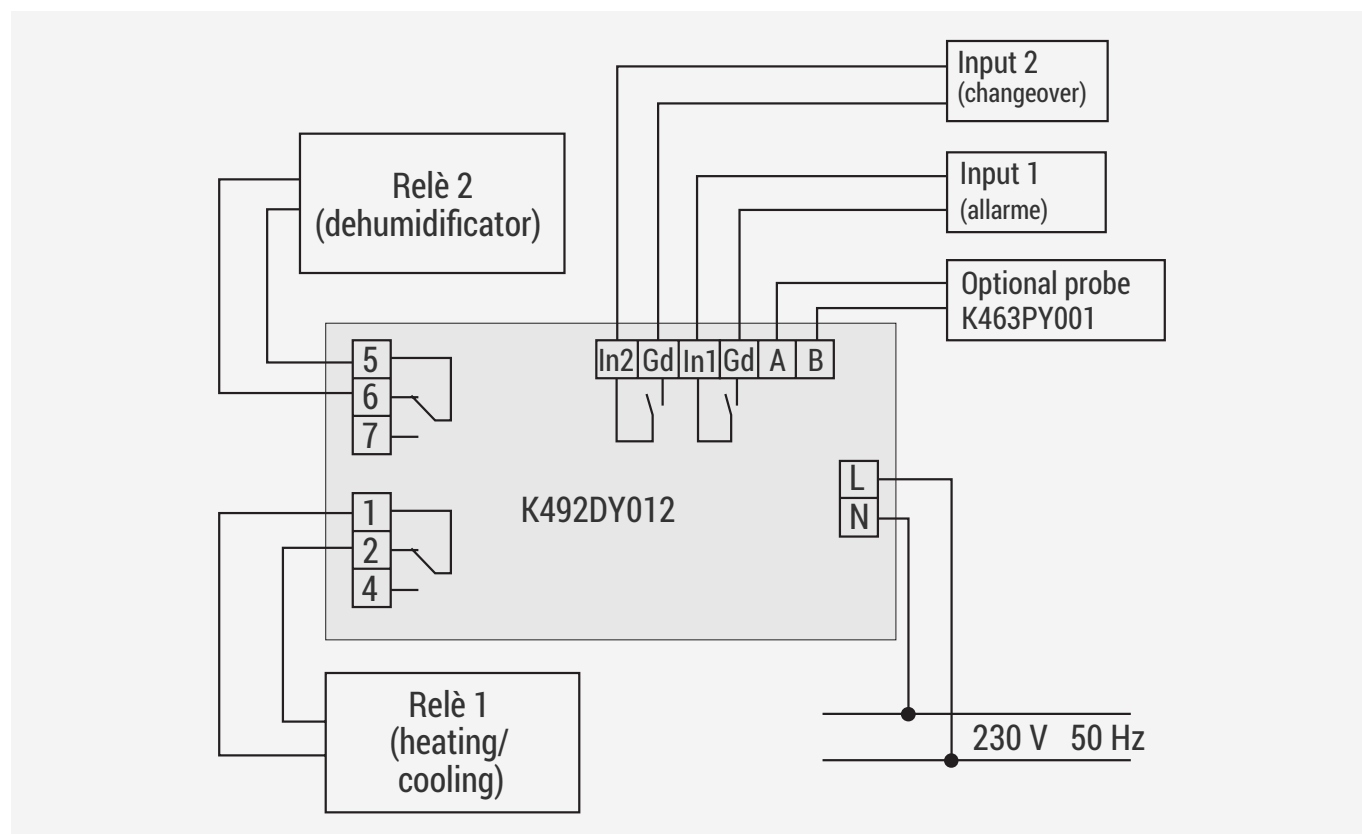 Input 2
(changeover)
Relè 2
(dehumidificator)
Input 1
(allarme)
Optional probe
K463PY001
In2 Gd In1 Gd A B
5
6
7
L
N
K492DY012
1
2
4
Relè 1
(heating/
cooling)
230 V 50 Hz